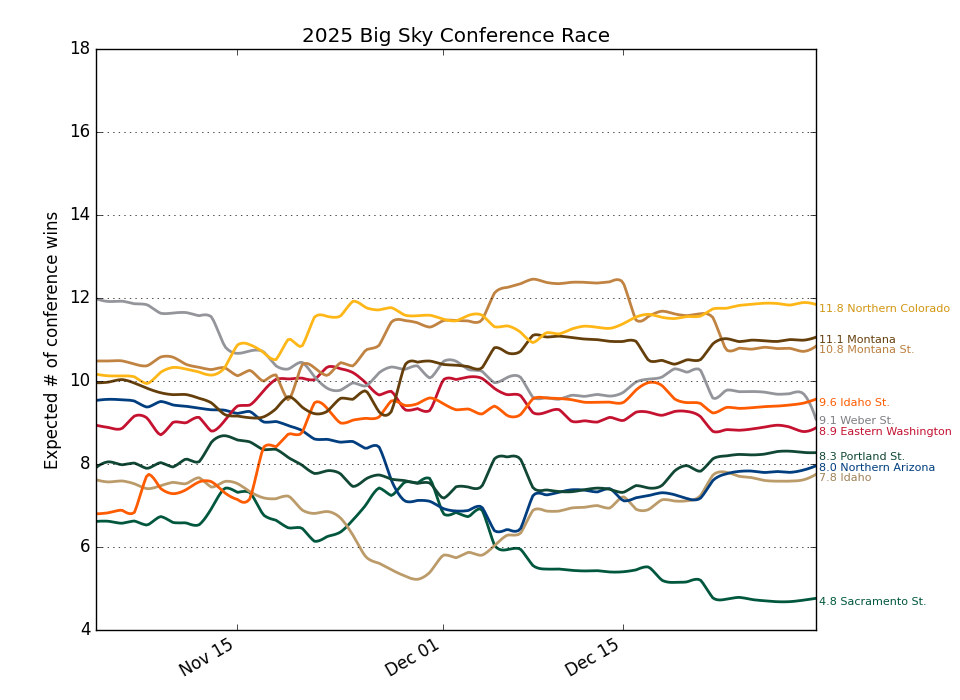 2025 Big Sky Conference Race
Expected # of conference wins
18
16
14
12
10
8
6
4
Nov 15
Dec 01
Dec 15
11.8 Northern Colorado
11.1 Montana
10.8 Montana St.
9.6 Idaho St.
9.1 Weber St.
8.9 Eastern Washington
8.3 Portland St.
8.0 Northern Arizona
7.8 Idaho
4.8 Sacramento St.